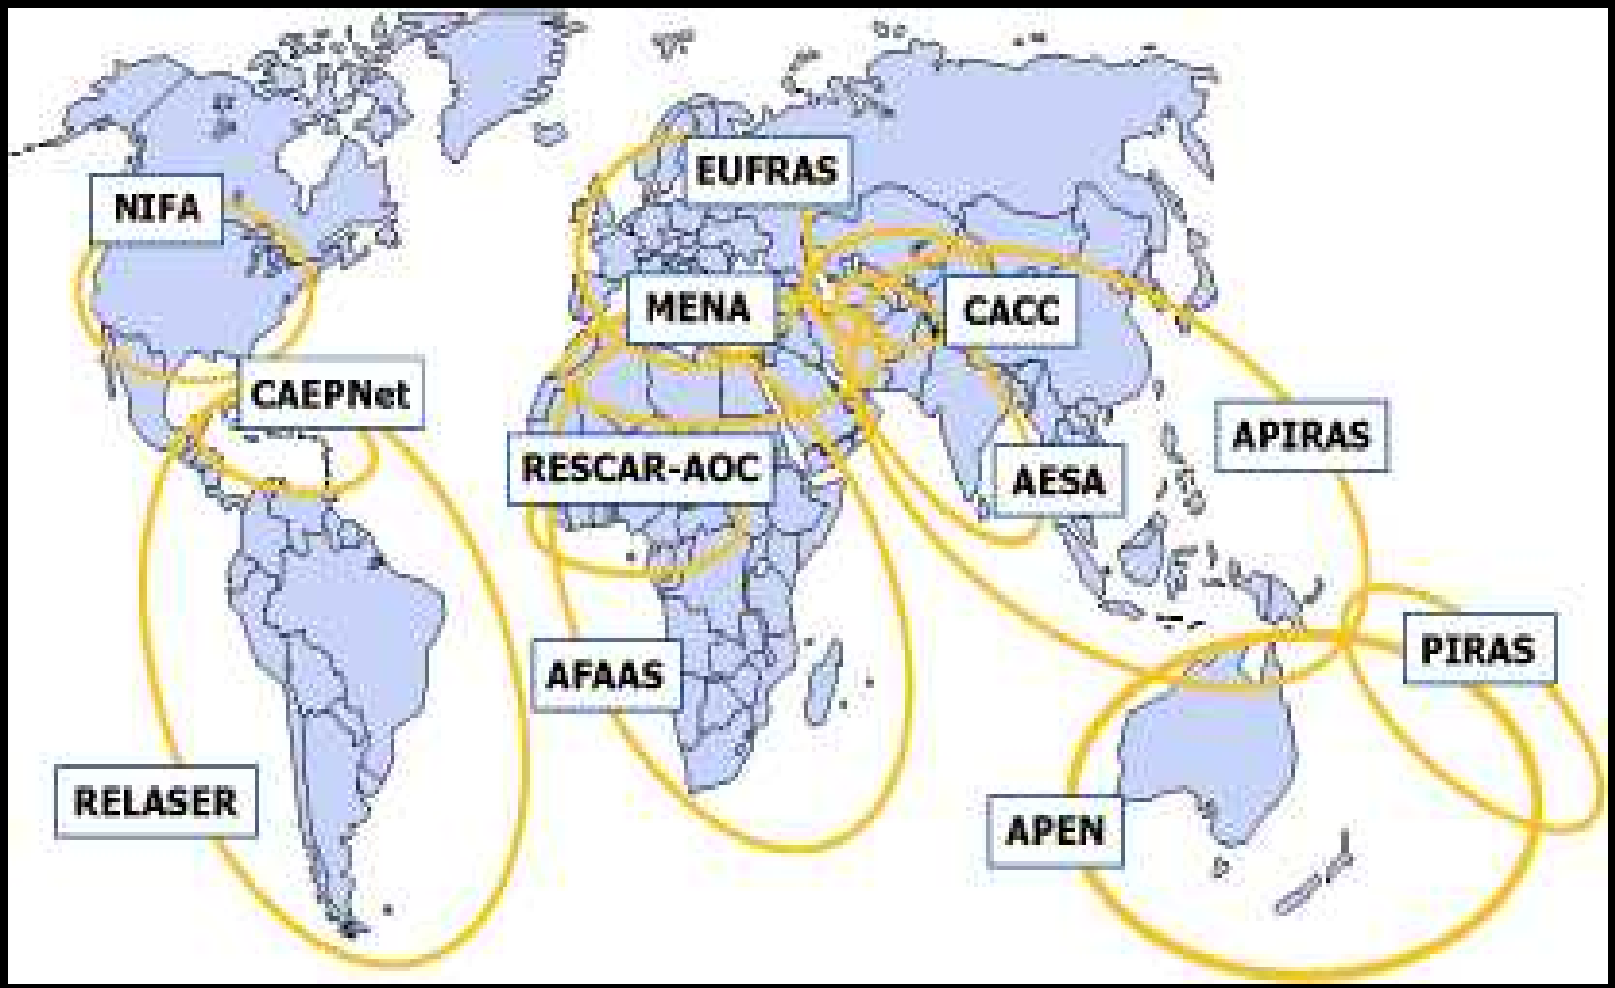 EUFRAS
NIFA
MENA
CACC
CAEPNet
APIRAS
RESCAR-AOC
AESA
PIRAS
AFAAS
RELASER
APEN